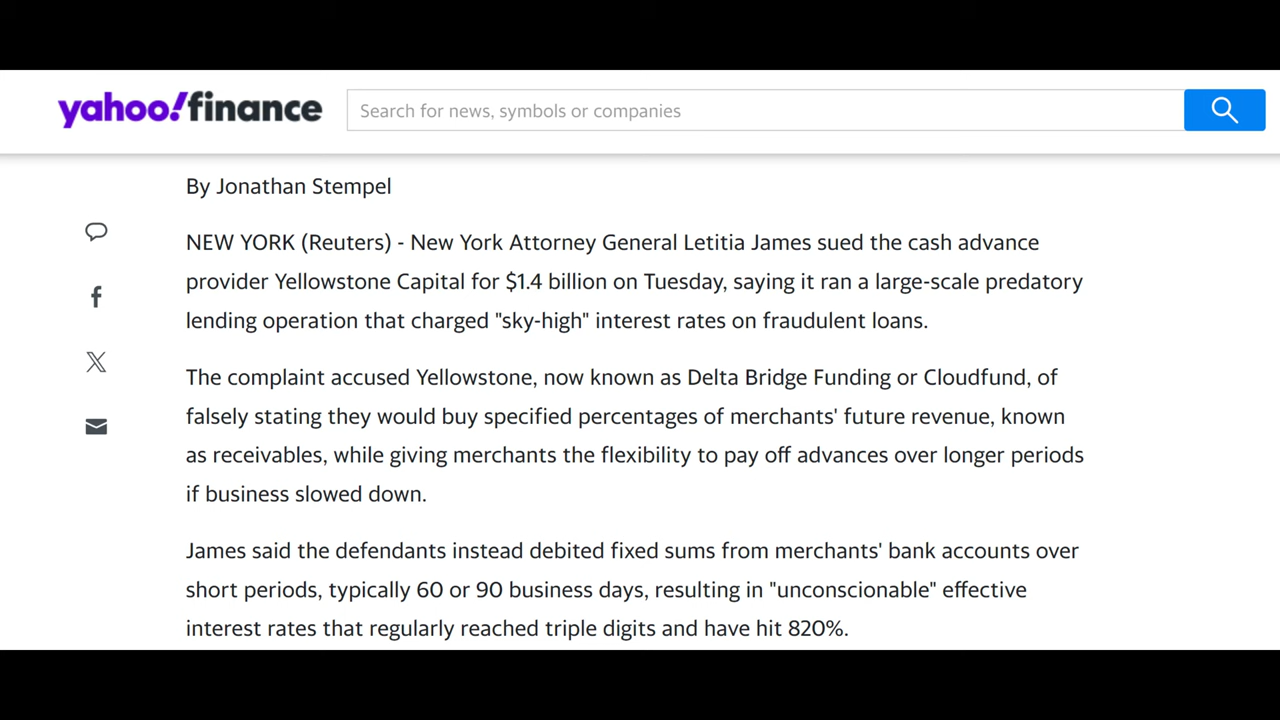 yahoo!finance
Search for news, symbols or companies
By Jonathan Stempel
NEW YORK (Reuters) - New York Attorney General Letitia James sued the cash advance
provider Yellowstone Capital for $1.4 billion on Tuesday, saying it ran a large-scale predatory
lending operation that charged "sky-high" interest rates on fraudulent loans.
The complaint accused Yellowstone, now known as Delta Bridge Funding or Cloudfund, of
falsely stating they would buy specified percentages of merchants' future revenue, known
as receivables, while giving merchants the flexibility to pay off advances over longer periods
if business slowed down.
James said the defendants instead debited fixed sums from merchants' bank accounts over
short periods, typically 60 or 90 business days, resulting in "unconscionable" effective
interest rates that regularly reached triple digits and have hit 820%.